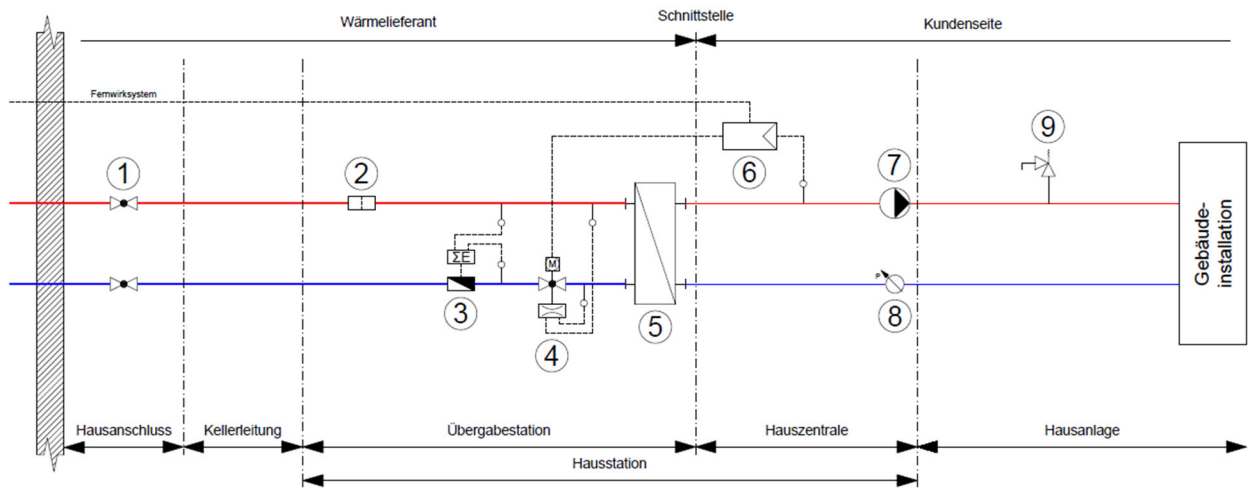 Wärmelieferant
Schnittstelle
Kundenseite
Fernwirksystem
1
2
3
ΣE
M
4
5
6
7
P
8
9
Gebäude-
installation
Hausanschluss
Kellerleitung
Übergabestation
Hauszentrale
Hausanlage
Hausstation